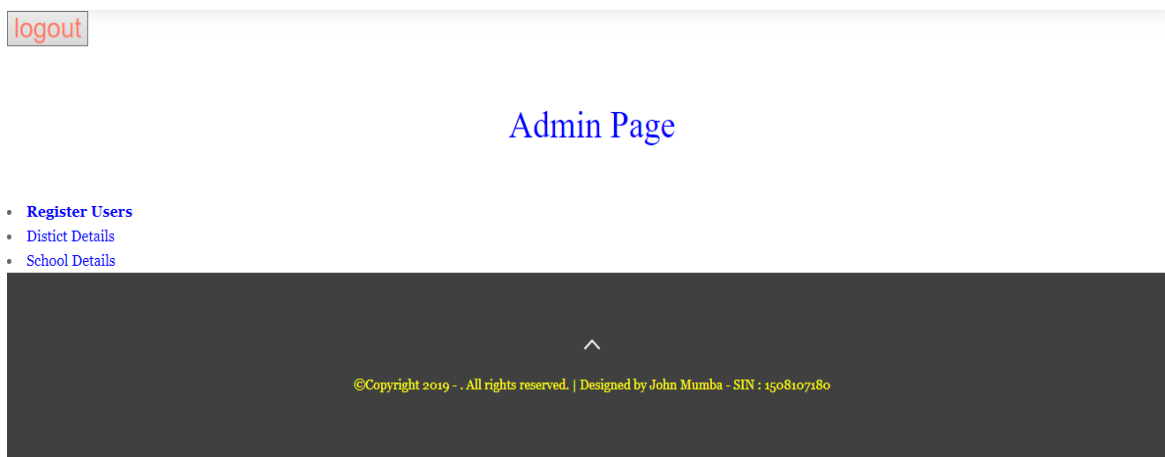 logout
Admin Page
Register Users
Distict Details
School Details
©Copyright 2019 - . All rights reserved. | Designed by John Mumba - SIN : 1508107180